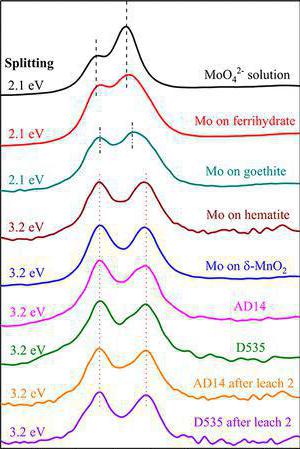 Splitting
2.1 eV
MoO₄²⁻ solution
2.1 eV
Mo on ferrihydrate
2.1 eV
Mo on goethite
3.2 eV
Mo on hematite
3.2 eV
Mo on δ-MnO₂
3.2 eV
AD14
3.2 eV
D535
3.2 eV
AD14 after leach 2
3.2 eV
D535 after leach 2